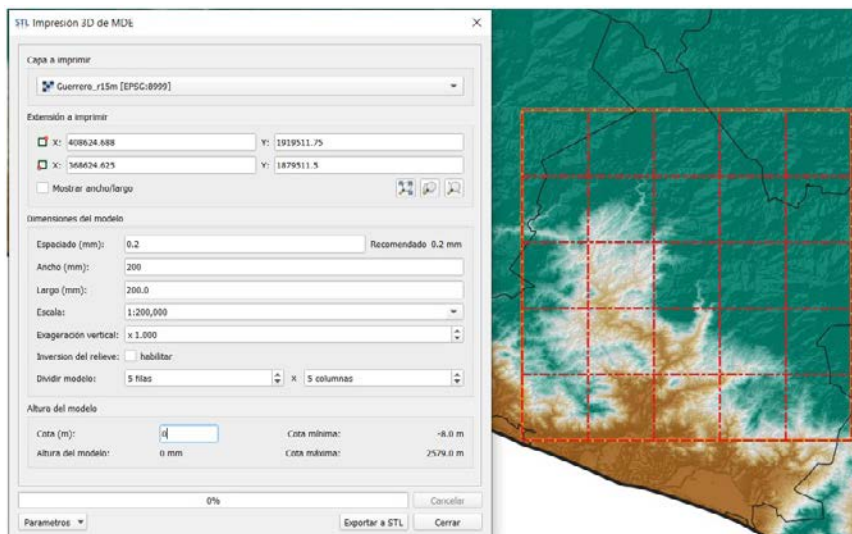 STL Impresión 3D de MDE
Capa a imprimir
Guerrero_r15m [EPSG:8999]
Extensión a imprimir
X: 408624.688 Y: 1919511.75
X: 368624.625 Y: 1879511.5
Mostrar ancho/largo
Dimensiones del modelo
Espaciado (mm): 0.2 Recomendado 0.2 mm
Ancho (mm): 200
Largo (mm): 200.0
Escala: 1:200,000
Exageración vertical: x 1.000
Inversion del relieve: habilitar
Dividir modelo: 5 filas X 5 columnas
Altura del modelo
Cota (m): 0 Cota mínima: -8.0 m
Altura del modelo: 0 mm Cota máxima: 2579.0 m
0% Cancelar
Parametros Exportar a STL Cerrar